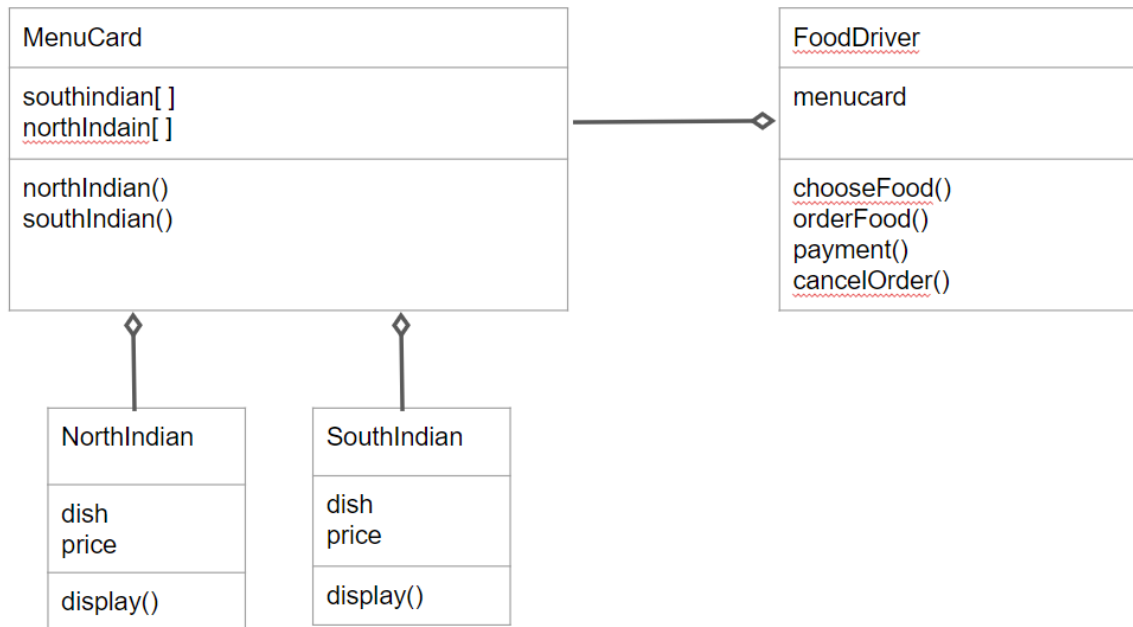 MenuCard
southindian[ ]
northIndain[ ]
northIndian()
southIndian()
FoodDriver
menucard
chooseFood()
orderFood()
payment()
cancelOrder()
NorthIndian
dish
price
display()
SouthIndian
dish
price
display()